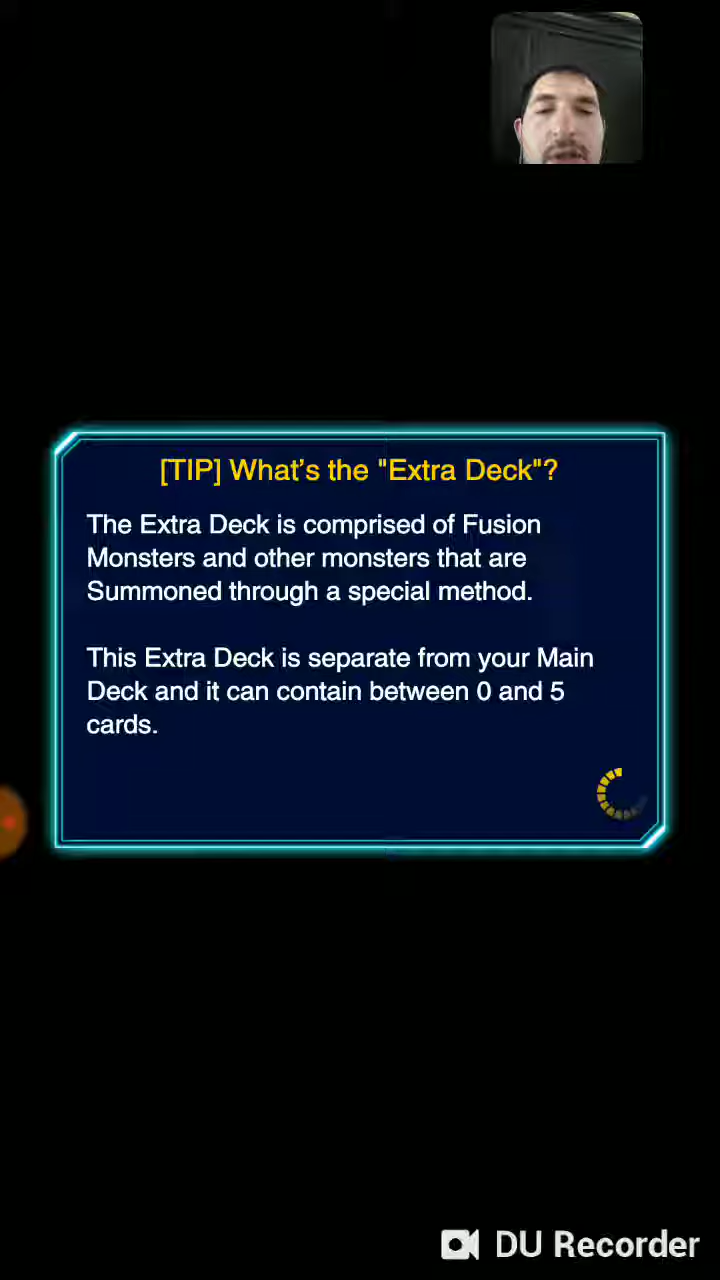 [TIP] What's the "Extra Deck"?
The Extra Deck is comprised of Fusion
Monsters and other monsters that are
Summoned through a special method.
This Extra Deck is separate from your Main
Deck and it can contain between 0 and 5
cards.
DU Recorder